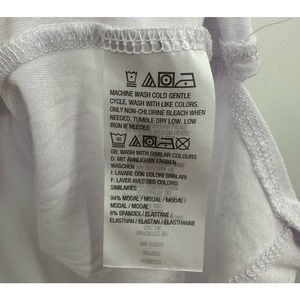 MACHINE WASH COLD GENTLE
CYCLE. WASH WITH LIKE COLORS.
ONLY NON-CHLORINE BLEACH WHEN
NEEDED. TUMBLE DRY LOW. LOW
IRON IF NEEDED.
GB: WASH WITH SIMILAR COLOURS
D: MIT ÄHNLICHEN FARBEN
WASCHEN
I: LAVARE CON COLORI SIMILARI
F: LAVER AVEC DES COLORIS
SIMILAIRES
94% MODAL / MODAL /
MODAL / MODAL
6% SPANDEX / ELASTANE /
ELASTHAN / ELASTAN / ELASTHANNE